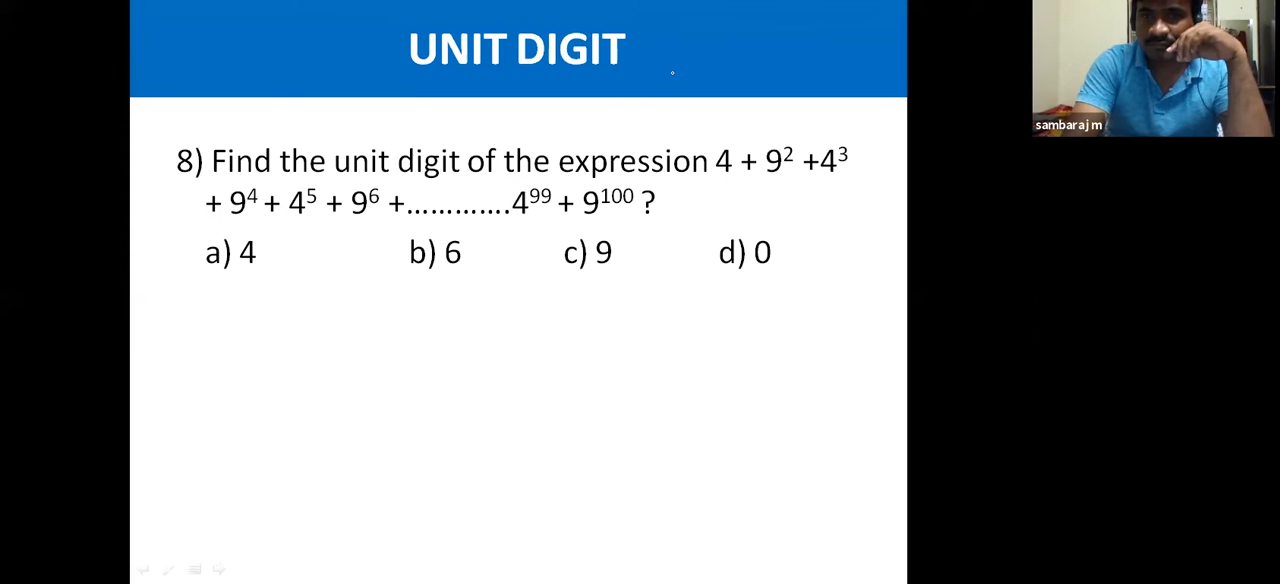 UNIT DIGIT
sambaraj m
8) Find the unit digit of the expression 4 + 9² +4³
+ 9⁴ + 4⁵ + 9⁶ +.............4⁹⁹ + 9¹⁰⁰ ?
a) 4 b) 6 c) 9 d) 0